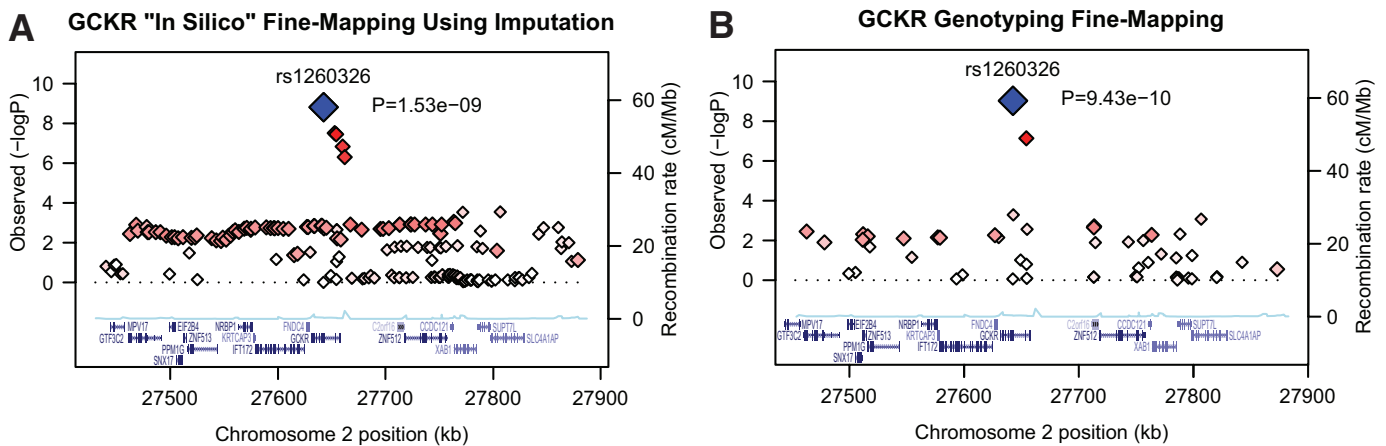 A
GCKR "In Silico" Fine-Mapping Using Imputation
rs1260326
P=1.53e−09
Observed (−logP)
10
8
6
4
2
0
60
40
20
0
Recombination rate (cM/Mb)
MPV17
EIF2B4
NRBP1
FNDC4
C2orf16
CCDC121
SUPT7L
GTF3C2
ZNF513
KRTCAP3
GCKR
ZNF512
SLC4A1AP
PPM1G
IFT172
XAB1
SNX17
27500
27600
27700
27800
27900
Chromosome 2 position (kb)
B
GCKR Genotyping Fine-Mapping
rs1260326
P=9.43e−10
Observed (−logP)
10
8
6
4
2
0
60
40
20
0
Recombination rate (cM/Mb)
MPV17
EIF2B4
NRBP1
FNDC4
C2orf16
CCDC121
SUPT7L
GTF3C2
ZNF513
KRTCAP3
GCKR
ZNF512
SLC4A1AP
PPM1G
IFT172
XAB1
SNX17
27500
27600
27700
27800
27900
Chromosome 2 position (kb)